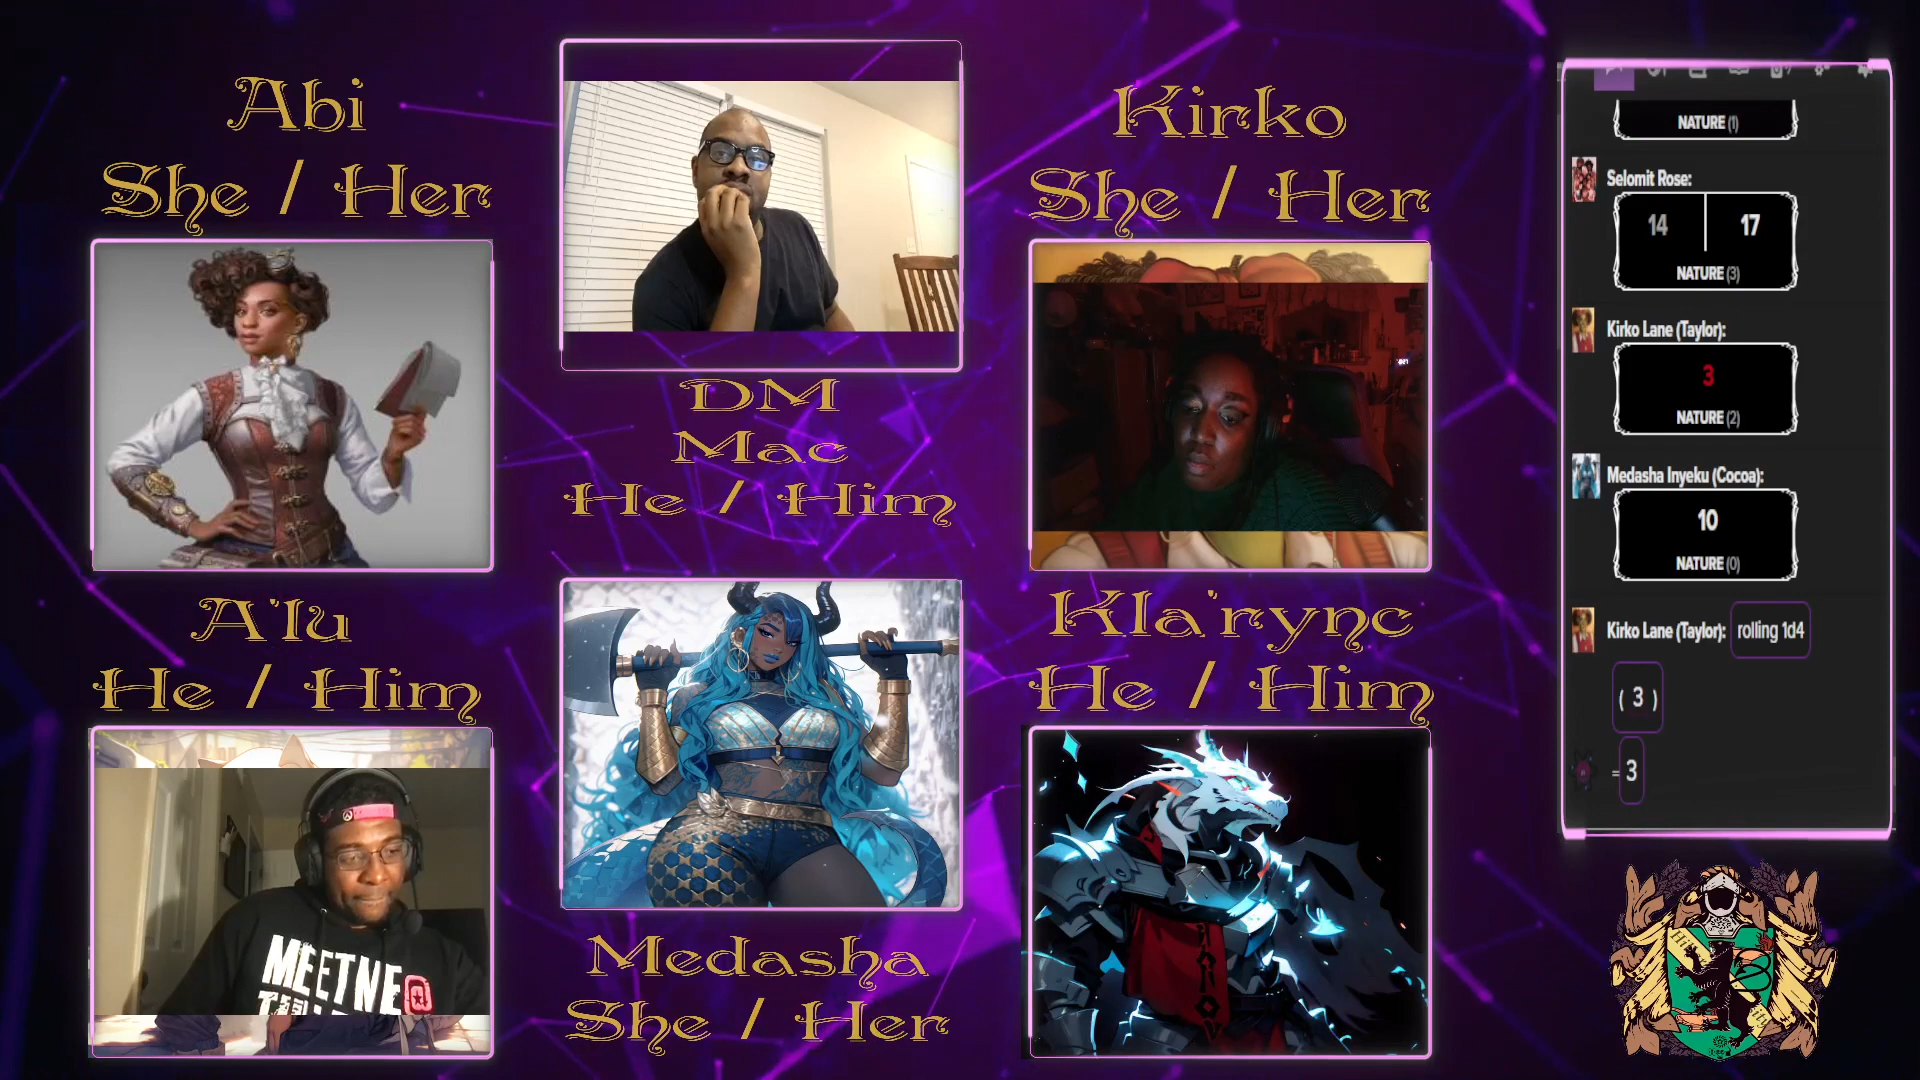 Abi
She / Her
DM
Mac
He / Him
Kirko
She / Her
A'lu
He / Him
MEETNE
Medasha
She / Her
Kla'rync
He / Him
NATURE (1)
Selomit Rose:
14 17
NATURE (3)
Kirko Lane (Taylor):
3
NATURE (2)
Medasha Inyeku (Cocoa):
10
NATURE (0)
Kirko Lane (Taylor): rolling 1d4
( 3 )
=3